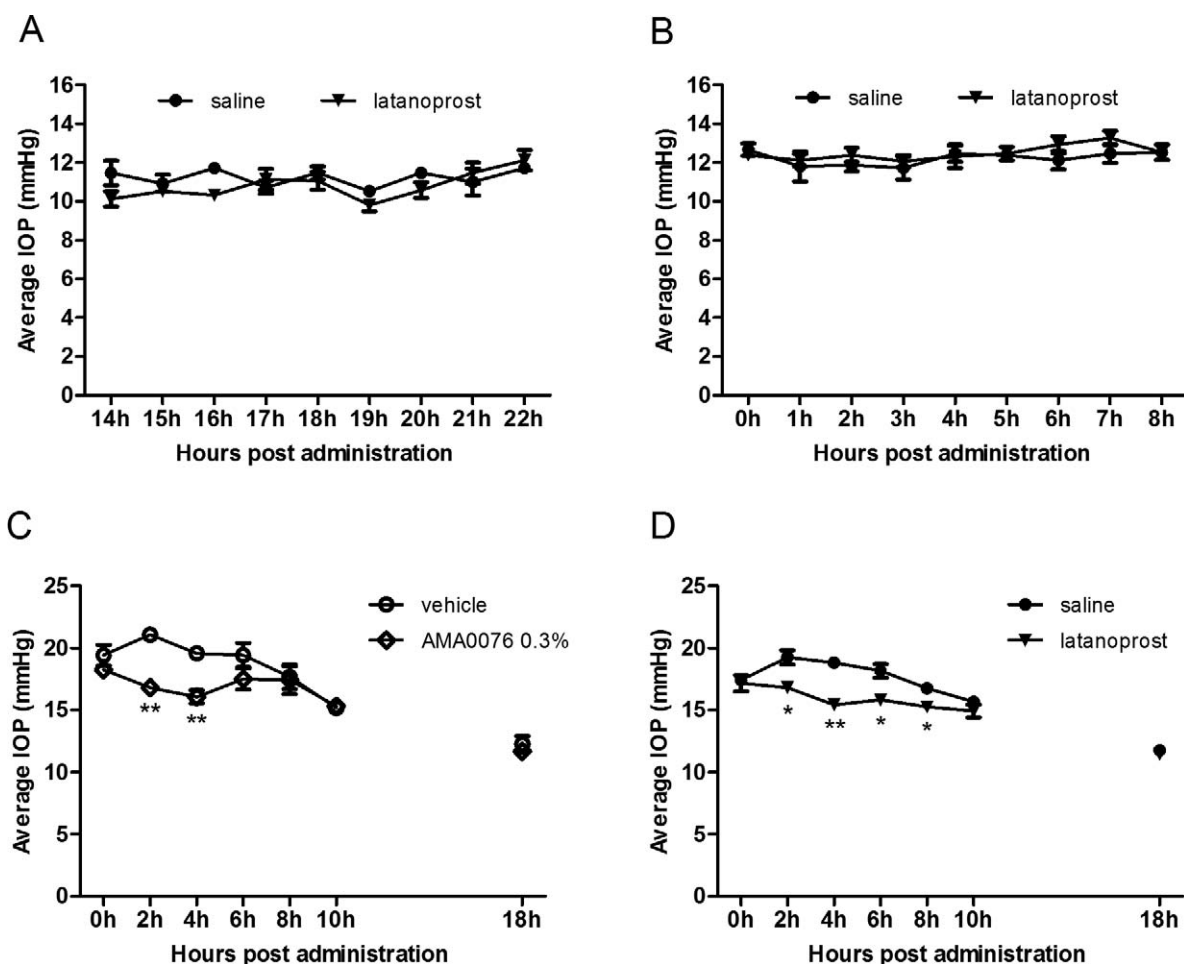 A
saline latanoprost
Average IOP (mmHg)
16
14
12
10
8
6
4
2
0
14h 15h 16h 17h 18h 19h 20h 21h 22h
Hours post administration
B
saline latanoprost
Average IOP (mmHg)
16
14
12
10
8
6
4
2
0
0h 1h 2h 3h 4h 5h 6h 7h 8h
Hours post administration
C
vehicle
AMA0076 0.3%
Average IOP (mmHg)
25
20
15
10
5
0
** **
0h 2h 4h 6h 8h 10h 18h
Hours post administration
D
saline
latanoprost
Average IOP (mmHg)
25
20
15
10
5
0
* ** * *
0h 2h 4h 6h 8h 10h 18h
Hours post administration